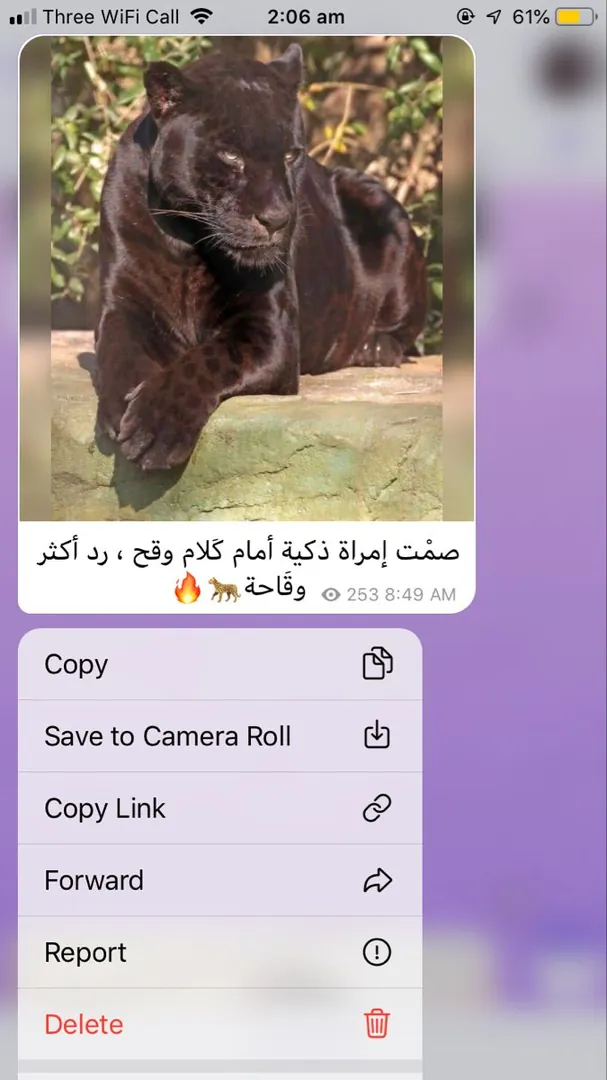 Three WiFi Call 2:06 am 61%
صمْت إمراة ذكية أمام كَلام وقح ، رد أكثر
وقَاحة🐆🔥 253 8:49 AM
Copy
Save to Camera Roll
Copy Link
Forward
Report
Delete